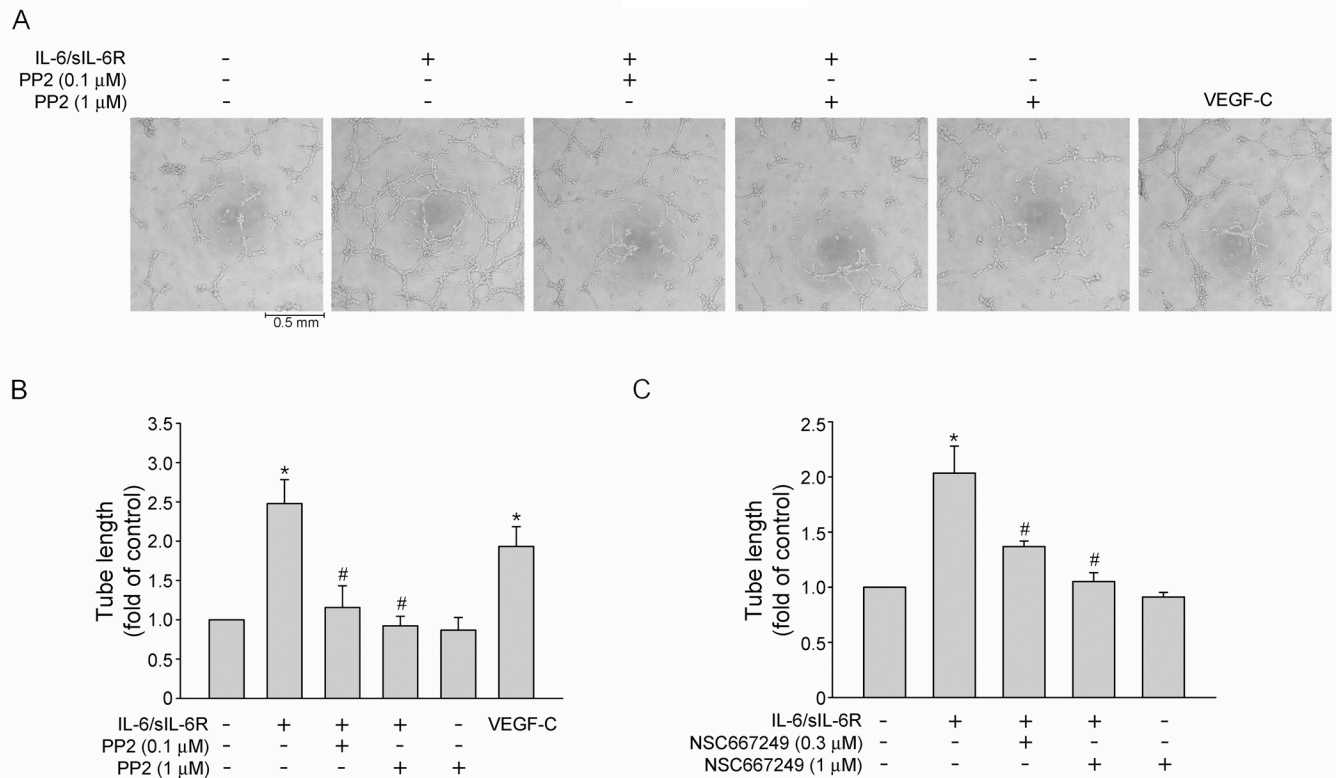 A
IL-6/sIL-6R - + + + -
PP2 (0.1 µM) - - + - -
PP2 (1 µM) - - - + + VEGF-C
0.5 mm
B
Tube length
(fold of control)
3.5
3.0
2.5
2.0
1.5
1.0
0.5
0
* # # *
IL-6/sIL-6R - + + + - VEGF-C
PP2 (0.1 µM) - - + - -
PP2 (1 µM) - - - + +
C
Tube length
(fold of control)
2.5
2.0
1.5
1.0
0.5
0
* # #
IL-6/sIL-6R - + + + -
NSC667249 (0.3 µM) - - + - -
NSC667249 (1 µM) - - - + +